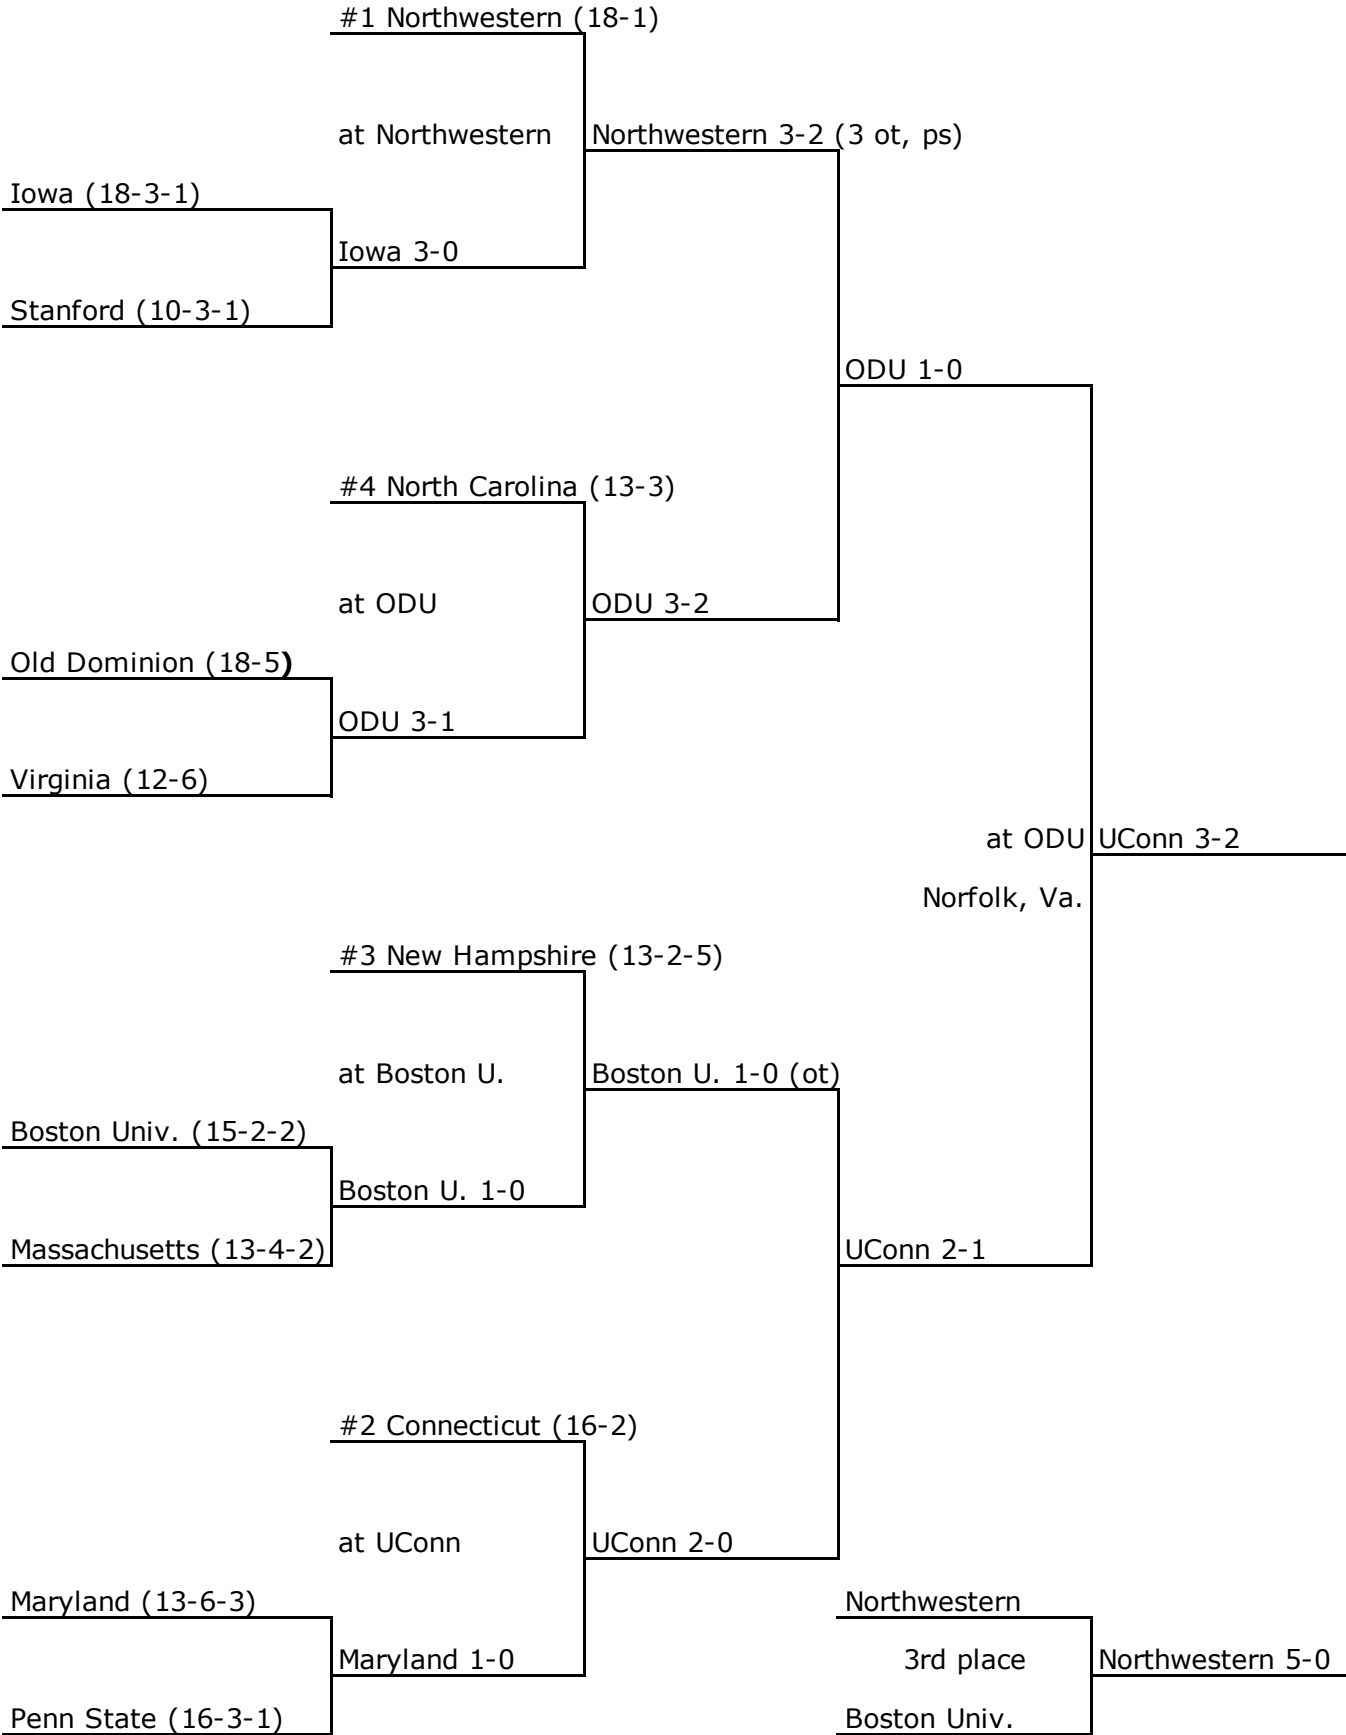 #1 Northwestern (18-1)
at Northwestern
Northwestern 3-2 (3 ot, ps)
Iowa (18-3-1)
Iowa 3-0
Stanford (10-3-1)
ODU 1-0
#4 North Carolina (13-3)
at ODU
ODU 3-2
Old Dominion (18-5)
ODU 3-1
Virginia (12-6)
at ODU
UConn 3-2
Norfolk, Va.
#3 New Hampshire (13-2-5)
at Boston U.
Boston U. 1-0 (ot)
Boston Univ. (15-2-2)
Boston U. 1-0
Massachusetts (13-4-2)
UConn 2-1
#2 Connecticut (16-2)
at UConn
UConn 2-0
Maryland (13-6-3)
Northwestern
Maryland 1-0
3rd place
Northwestern 5-0
Penn State (16-3-1)
Boston Univ.